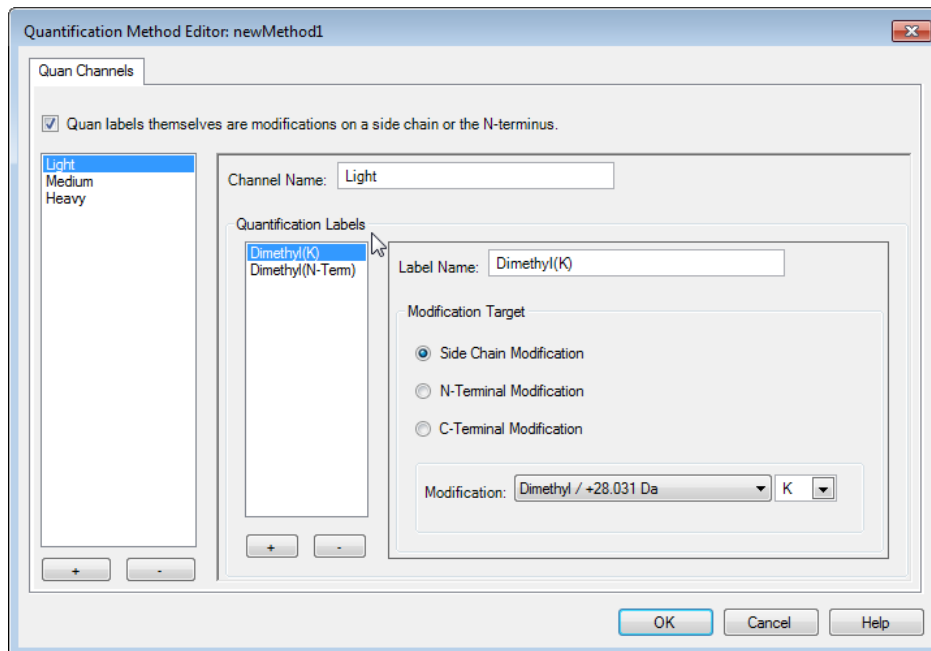 Quantification Method Editor: newMethod1
Quan Channels
Quan labels themselves are modifications on a side chain or the N-terminus.
Light
Medium
Heavy
+ -
Channel Name: Light
Quantification Labels
Dimethyl(K)
Dimethyl(N-Term)
+ -
Label Name: Dimethyl(K)
Modification Target
Side Chain Modification
N-Terminal Modification
C-Terminal Modification
Modification: Dimethyl / +28.031 Da K
OK Cancel Help